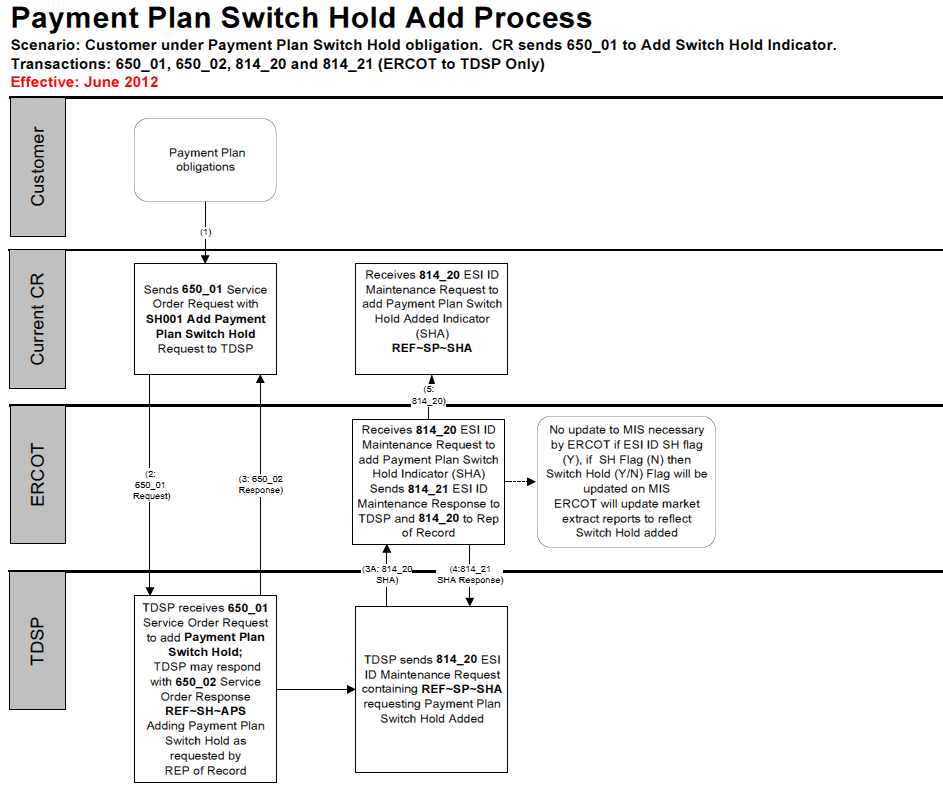 Payment Plan Switch Hold Add Process
Scenario: Customer under Payment Plan Switch Hold obligation.  CR sends 650_01 to Add Switch Hold Indicator.
Transactions: 650_01, 650_02, 814_20 and 814_21 (ERCOT to TDSP Only)
Effective: June 2012
Customer
Payment Plan
obligations
(1)
Current CR
Sends 650_01 Service
Order Request with
SH001 Add Payment
Plan Switch Hold
Request to TDSP
Receives 814_20 ESI ID
Maintenance Request to
add Payment Plan Switch
Hold Added Indicator
(SHA)
REF~SP~SHA
(5:
814_20)
ERCOT
(2:
650_01
Request)
(3: 650_02
Response)
Receives 814_20 ESI ID
Maintenance Request to
add Payment Plan Switch
Hold Indicator (SHA)
Sends 814_21 ESI ID
Maintenance Response to
TDSP and 814_20 to Rep
of Record
No update to MIS necessary
by ERCOT if ESI ID SH flag
(Y), if  SH Flag (N) then
Switch Hold (Y/N) Flag will be
updated on MIS
ERCOT will update market
extract reports to reflect
Switch Hold added
(3A: 814_20
SHA)
(4:814_21
SHA Response)
TDSP
TDSP receives 650_01
Service Order Request
to add Payment Plan
Switch Hold;
TDSP may respond
with 650_02 Service
Order Response
REF~SH~APS
Adding Payment Plan
Switch Hold as
requested by
REP of Record
TDSP sends 814_20 ESI
ID Maintenance Request
containing REF~SP~SHA
requesting Payment Plan
Switch Hold Added